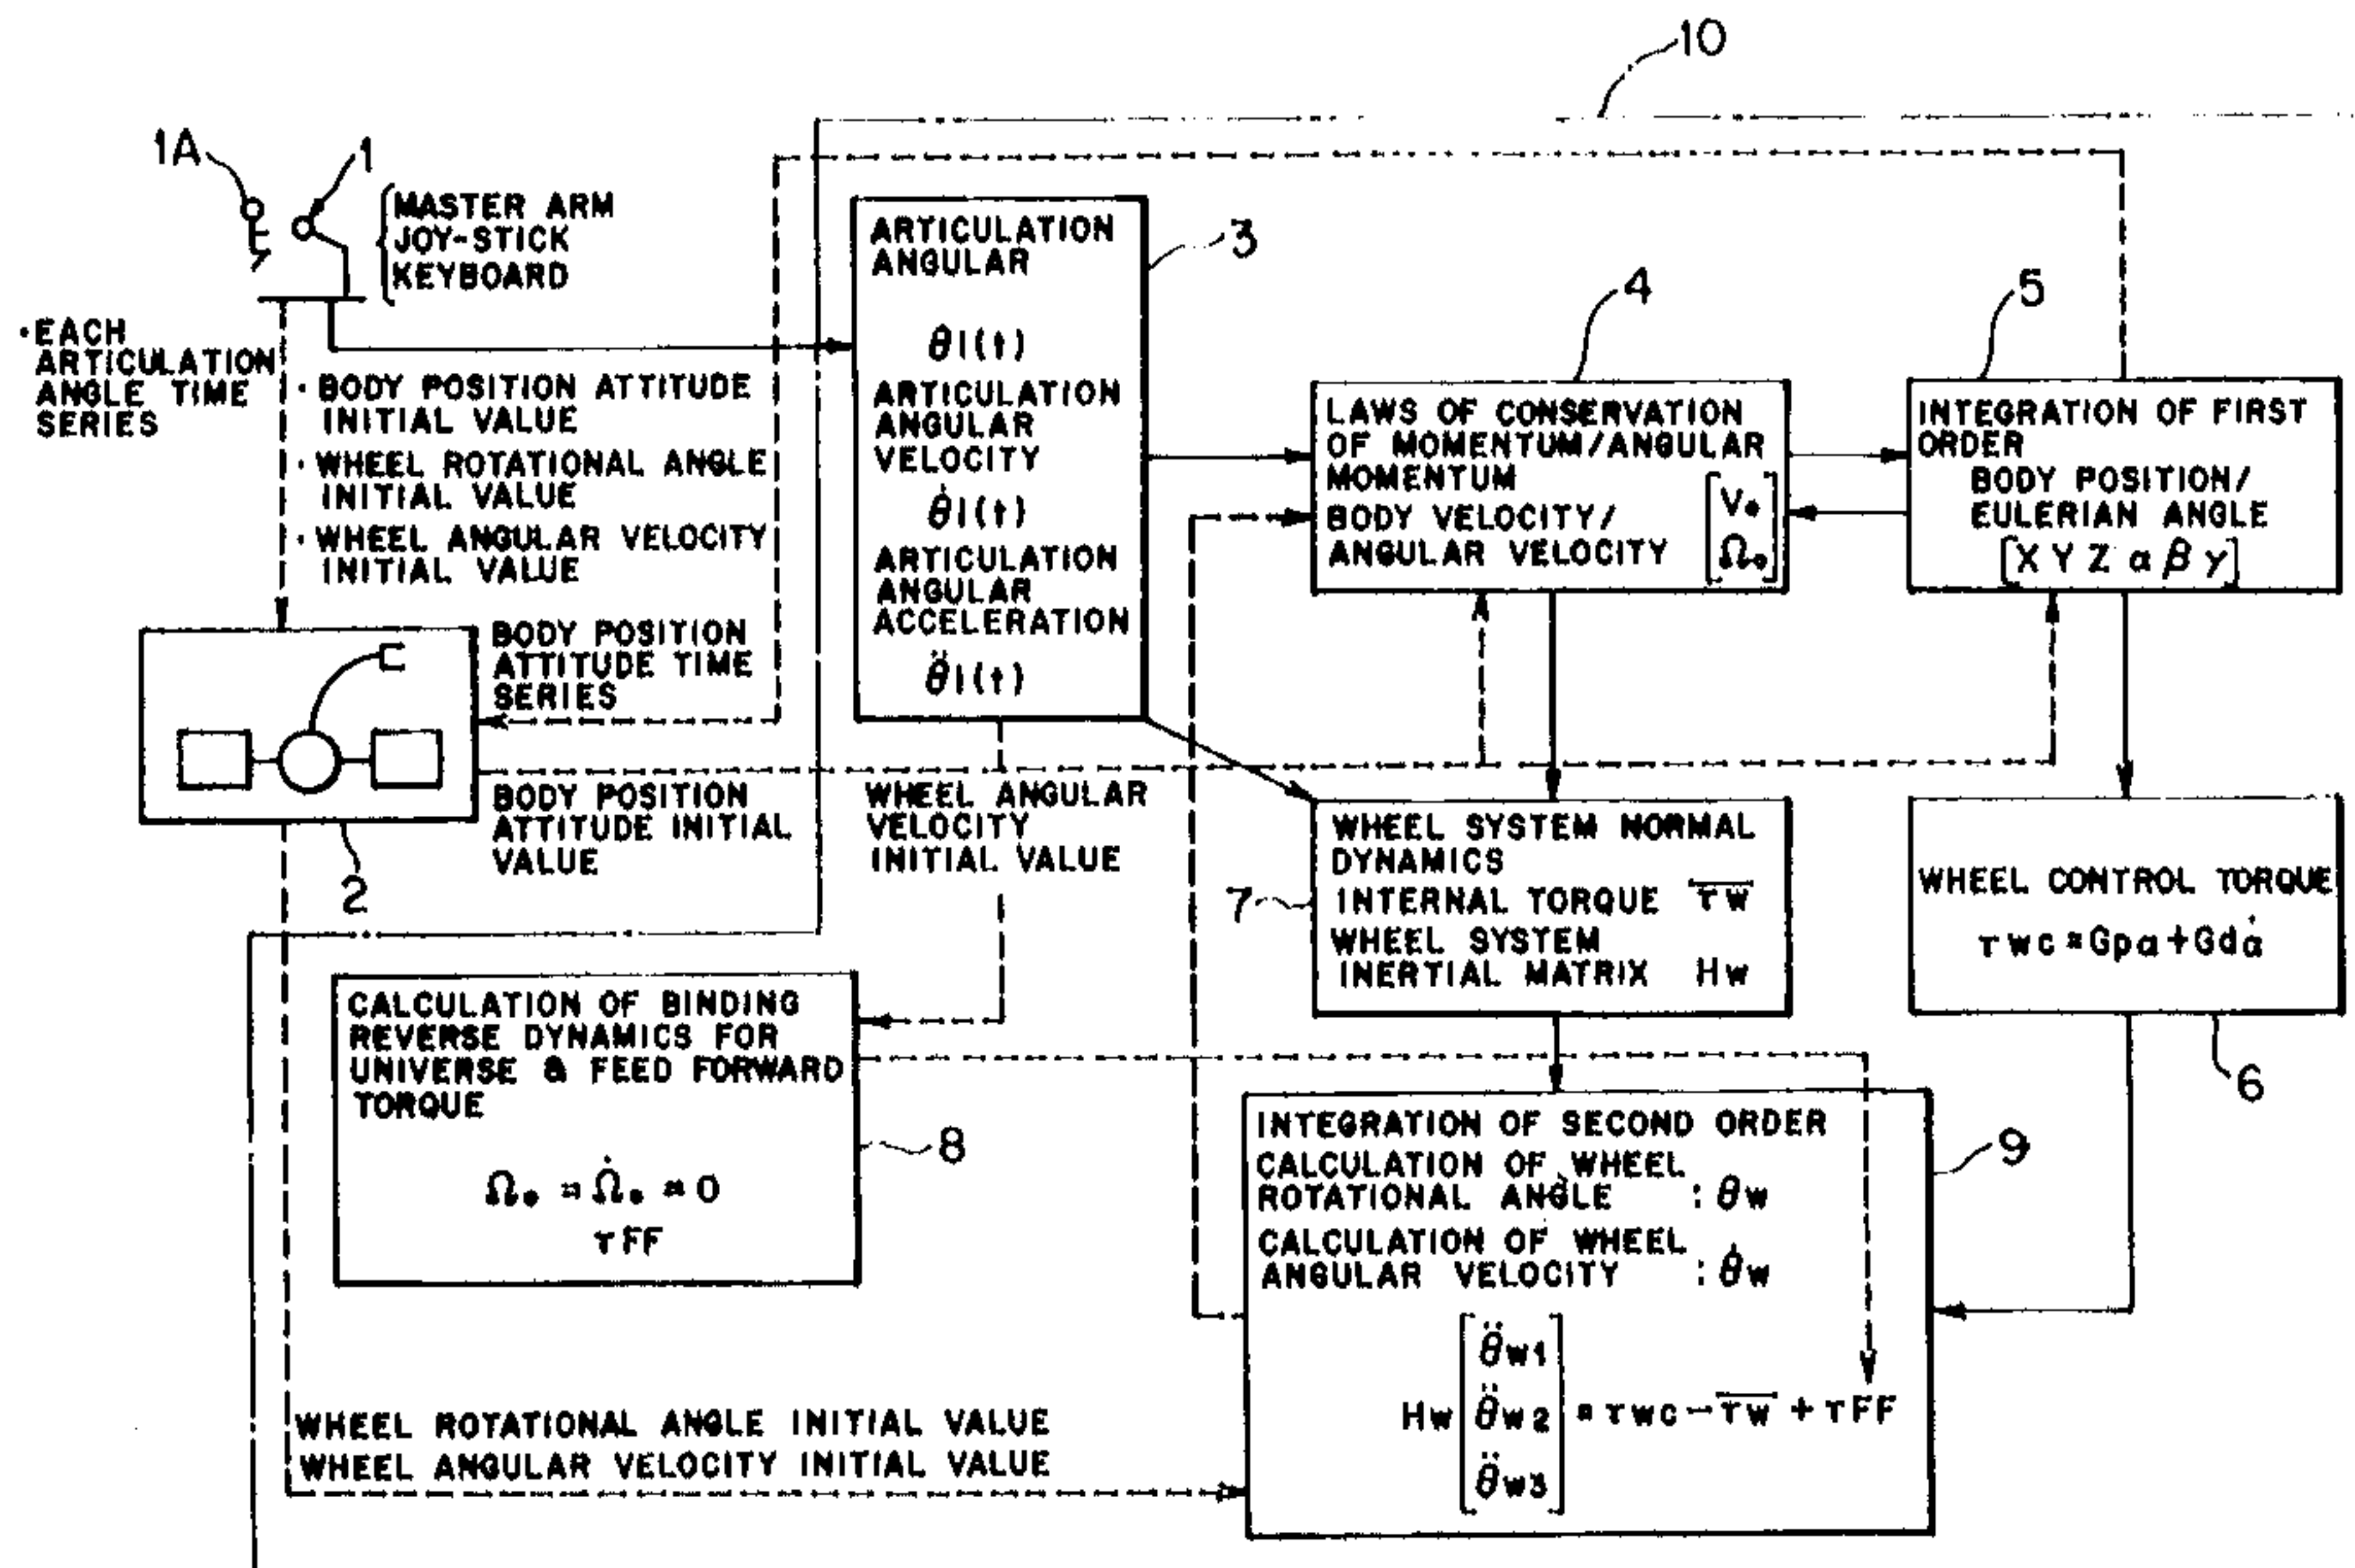 10
1A
1
MASTER ARM
JOY-STICK
KEYBOARD
• EACH
ARTICULATION
ANGLE TIME
SERIES
• BODY POSITION ATTITUDE
INITIAL VALUE
• WHEEL ROTATIONAL ANGLE
INITIAL VALUE
• WHEEL ANGULAR VELOCITY
INITIAL VALUE
ARTICULATION
ANGULAR
θI(t)
ARTICULATION
ANGULAR
VELOCITY
θ̇I(t)
ARTICULATION
ANGULAR
ACCELERATION
θ̈I(t)
3
4
LAWS OF CONSERVATION
OF MOMENTUM/ANGULAR
MOMENTUM
BODY VELOCITY/
ANGULAR VELOCITY
[V₀
Ω₀]
5
INTEGRATION OF FIRST
ORDER
BODY POSITION/
EULERIAN ANGLE
[X Y Z α β γ]
BODY POSITION
ATTITUDE TIME
SERIES
2
BODY POSITION
ATTITUDE INITIAL
VALUE
WHEEL ANGULAR
VELOCITY
INITIAL VALUE
7
WHEEL SYSTEM NORMAL
DYNAMICS
INTERNAL TORQUE τ̅w̅
WHEEL SYSTEM
INERTIAL MATRIX Hw
WHEEL CONTROL TORQUE
τwc=Gpα+Gdα̇
6
CALCULATION OF BINDING
REVERSE DYNAMICS FOR
UNIVERSE & FEED FORWARD
TORQUE
Ω₀ = Ω̇₀ = 0
τFF
8
INTEGRATION OF SECOND ORDER
CALCULATION OF WHEEL
ROTATIONAL ANGLE : θw
CALCULATION OF WHEEL
ANGULAR VELOCITY : θ̇w
9
θ̈w1
Hw θ̈w2 = τwc − τ̅w̅ + τFF
θ̈w3
WHEEL ROTATIONAL ANGLE INITIAL VALUE
WHEEL ANGULAR VELOCITY INITIAL VALUE